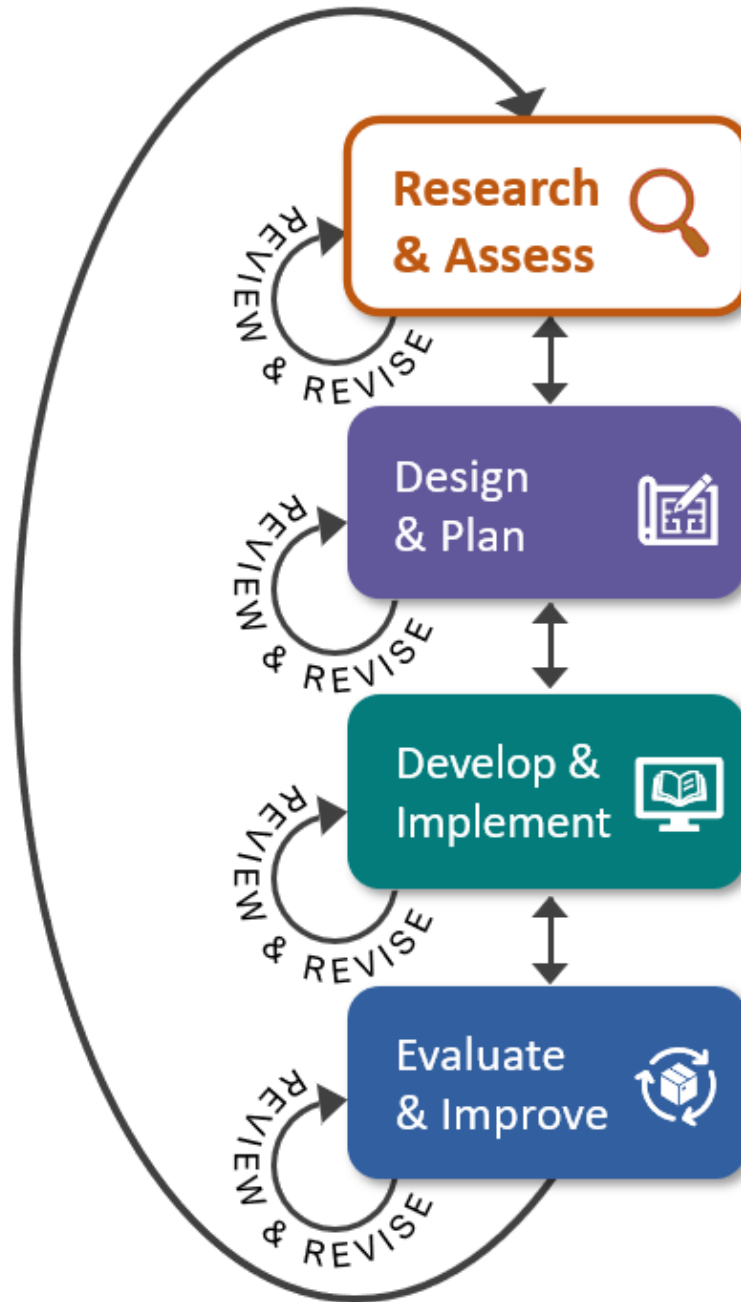 Research
& Assess
REVIEW & REVISE
Design
& Plan
REVIEW & REVISE
Develop &
Implement
REVIEW & REVISE
Evaluate
& Improve
REVIEW & REVISE